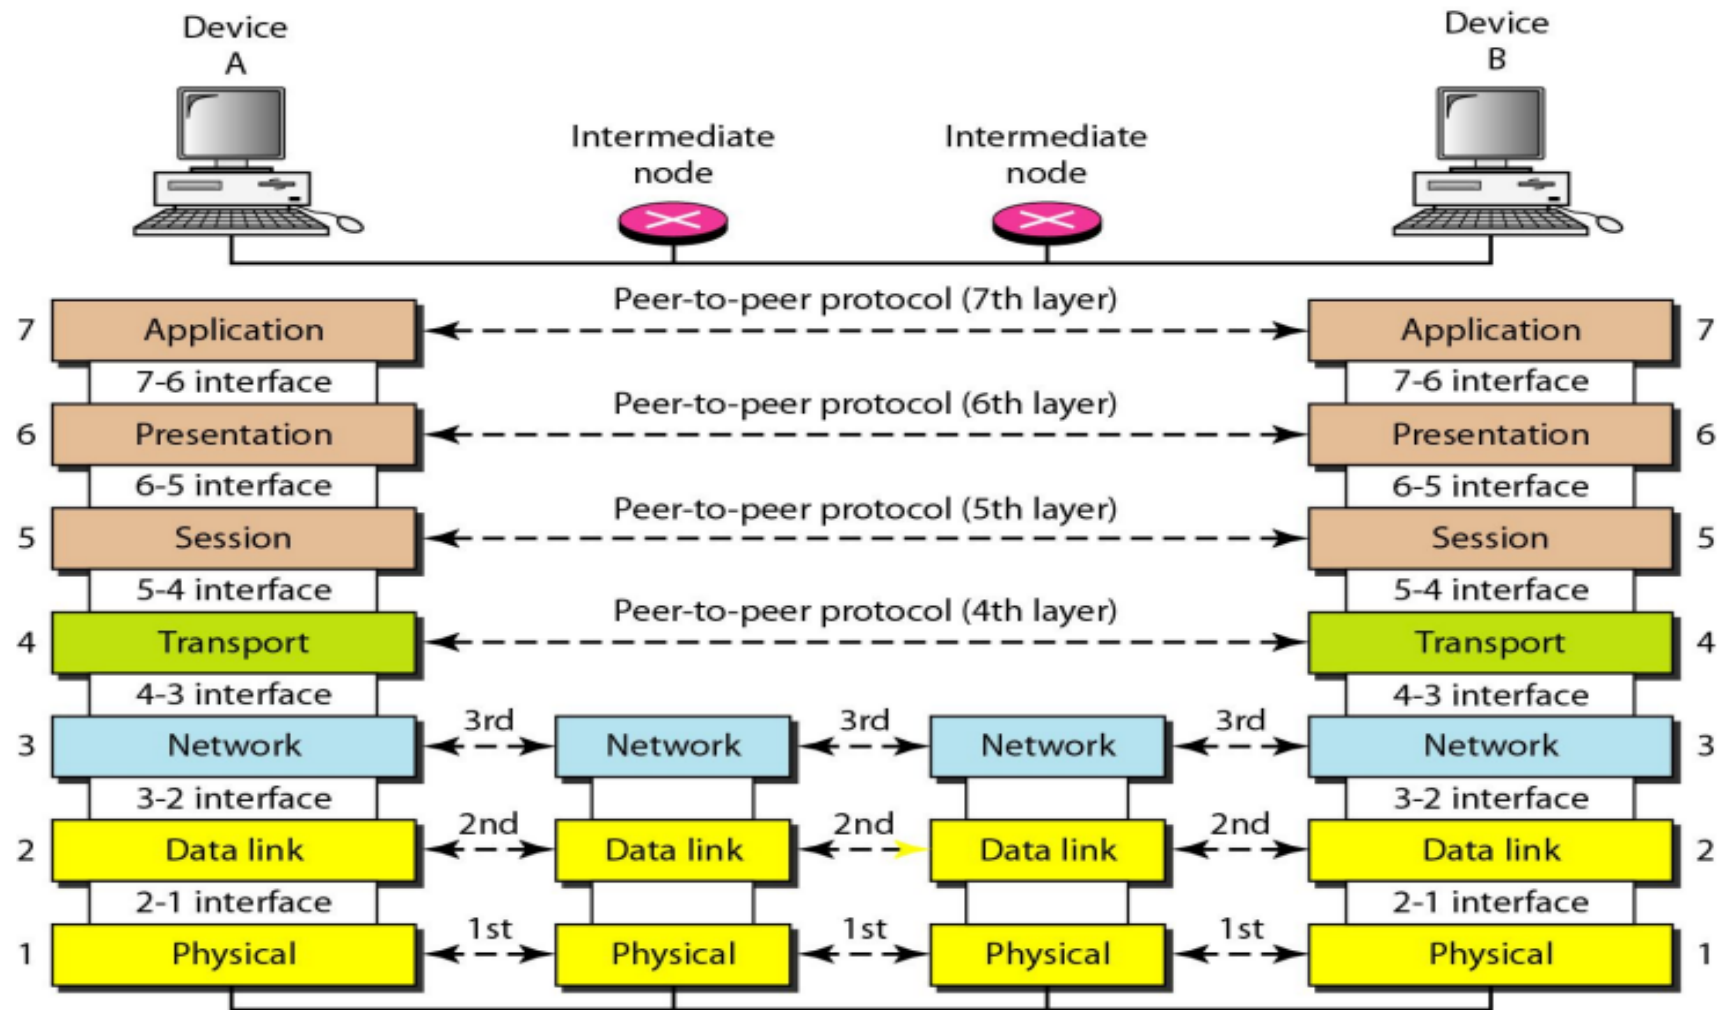 Device
A
Device
B
Intermediate
node
Intermediate
node
Peer-to-peer protocol (7th layer)
7 Application Application 7
7-6 interface 7-6 interface
Peer-to-peer protocol (6th layer)
6 Presentation Presentation 6
6-5 interface 6-5 interface
Peer-to-peer protocol (5th layer)
5 Session Session 5
5-4 interface 5-4 interface
Peer-to-peer protocol (4th layer)
4 Transport Transport 4
4-3 interface 4-3 interface
3rd 3rd 3rd
3 Network Network Network Network 3
3-2 interface 3-2 interface
2nd 2nd 2nd
2 Data link Data link Data link Data link 2
2-1 interface 2-1 interface
1st 1st 1st
1 Physical Physical Physical Physical 1